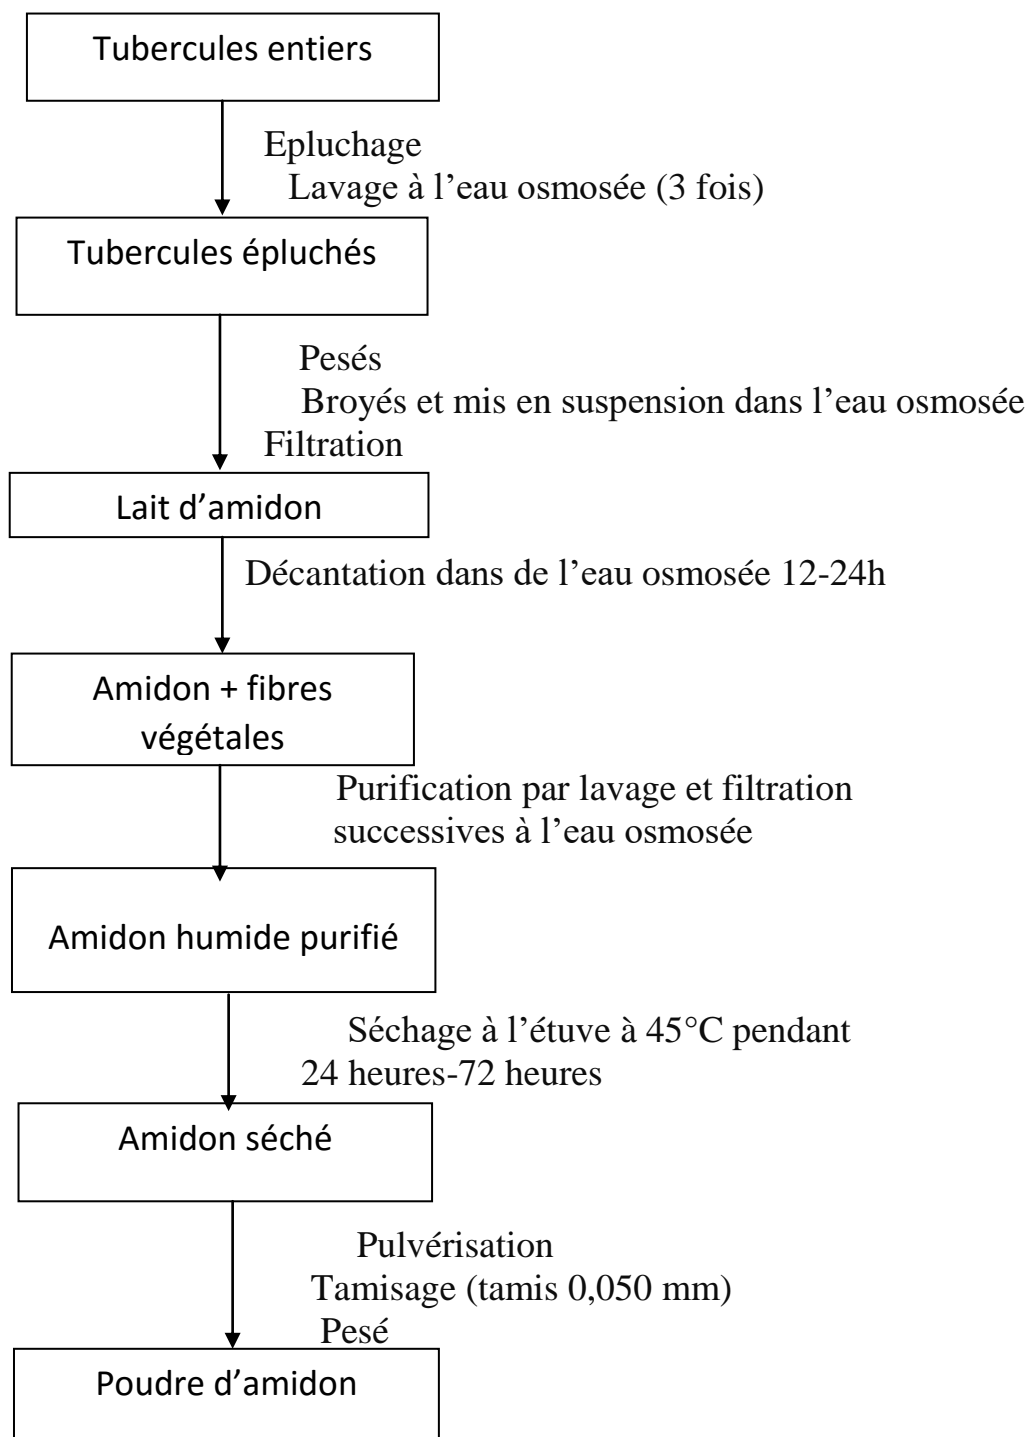 Tubercules entiers
Epluchage
Lavage à l’eau osmosée (3 fois)
Tubercules épluchés
Pesés
Broyés et mis en suspension dans l’eau osmosée
Filtration
Lait d’amidon
Décantation dans de l’eau osmosée 12-24h
Amidon + fibres
végétales
Purification par lavage et filtration
successives à l’eau osmosée
Amidon humide purifié
Séchage à l’étuve à 45°C pendant
24 heures-72 heures
Amidon séché
Pulvérisation
Tamisage (tamis 0,050 mm)
Pesé
Poudre d’amidon